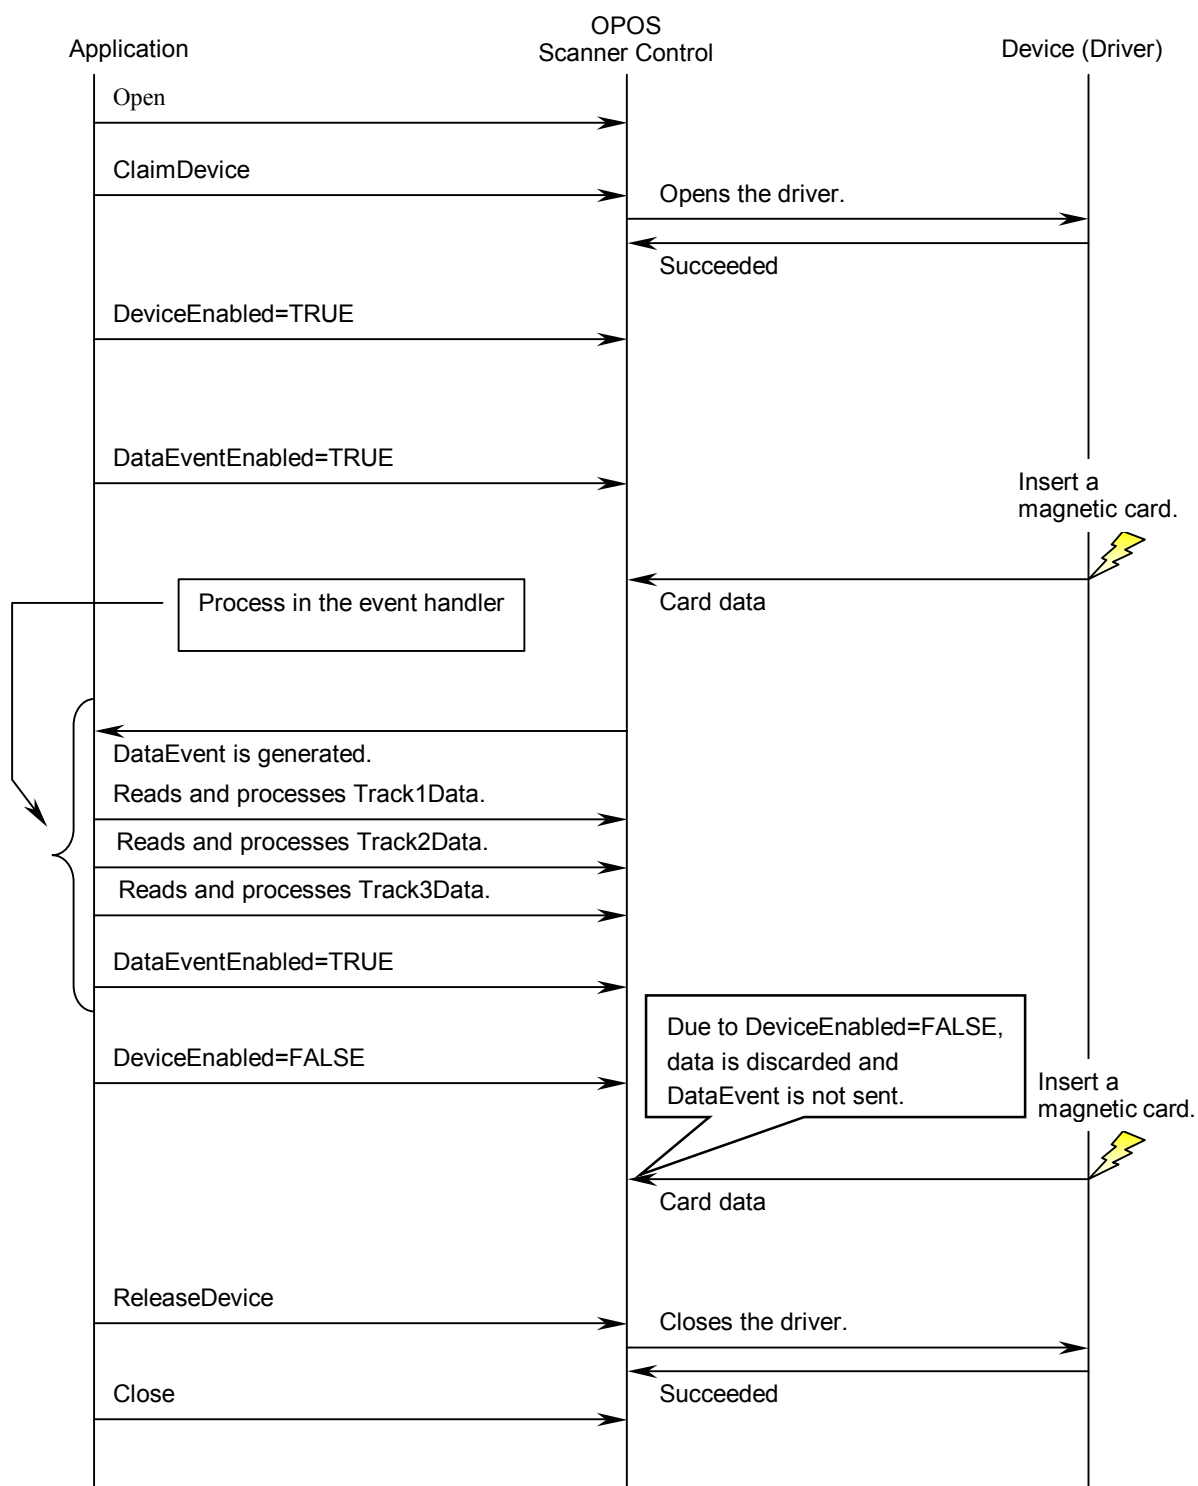 OPOS
Application
Scanner Control
Device (Driver)
Open
ClaimDevice
Opens the driver.
Succeeded
DeviceEnabled=TRUE
DataEventEnabled=TRUE
Insert a
magnetic card.
Process in the event handler
Card data
DataEvent is generated.
Reads and processes Track1Data.
Reads and processes Track2Data.
Reads and processes Track3Data.
DataEventEnabled=TRUE
Due to DeviceEnabled=FALSE,
data is discarded and
DataEvent is not sent.
DeviceEnabled=FALSE
Insert a
magnetic card.
Card data
ReleaseDevice
Closes the driver.
Succeeded
Close